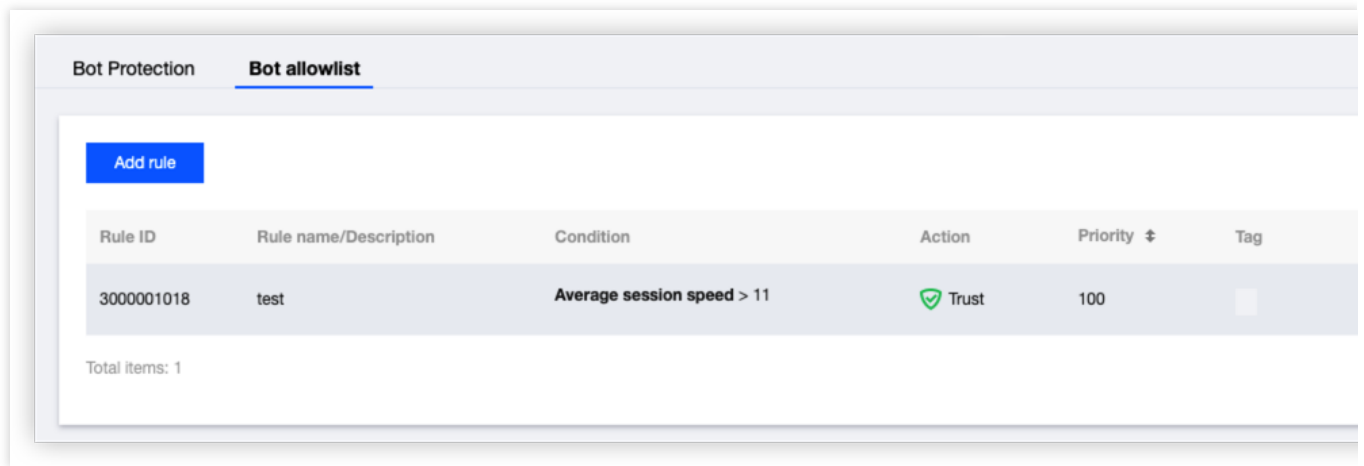 Bot Protection Bot allowlist
Add rule
Rule ID Rule name/Description Condition Action Priority Tag
3000001018 test Average session speed > 11 Trust 100
Total items: 1